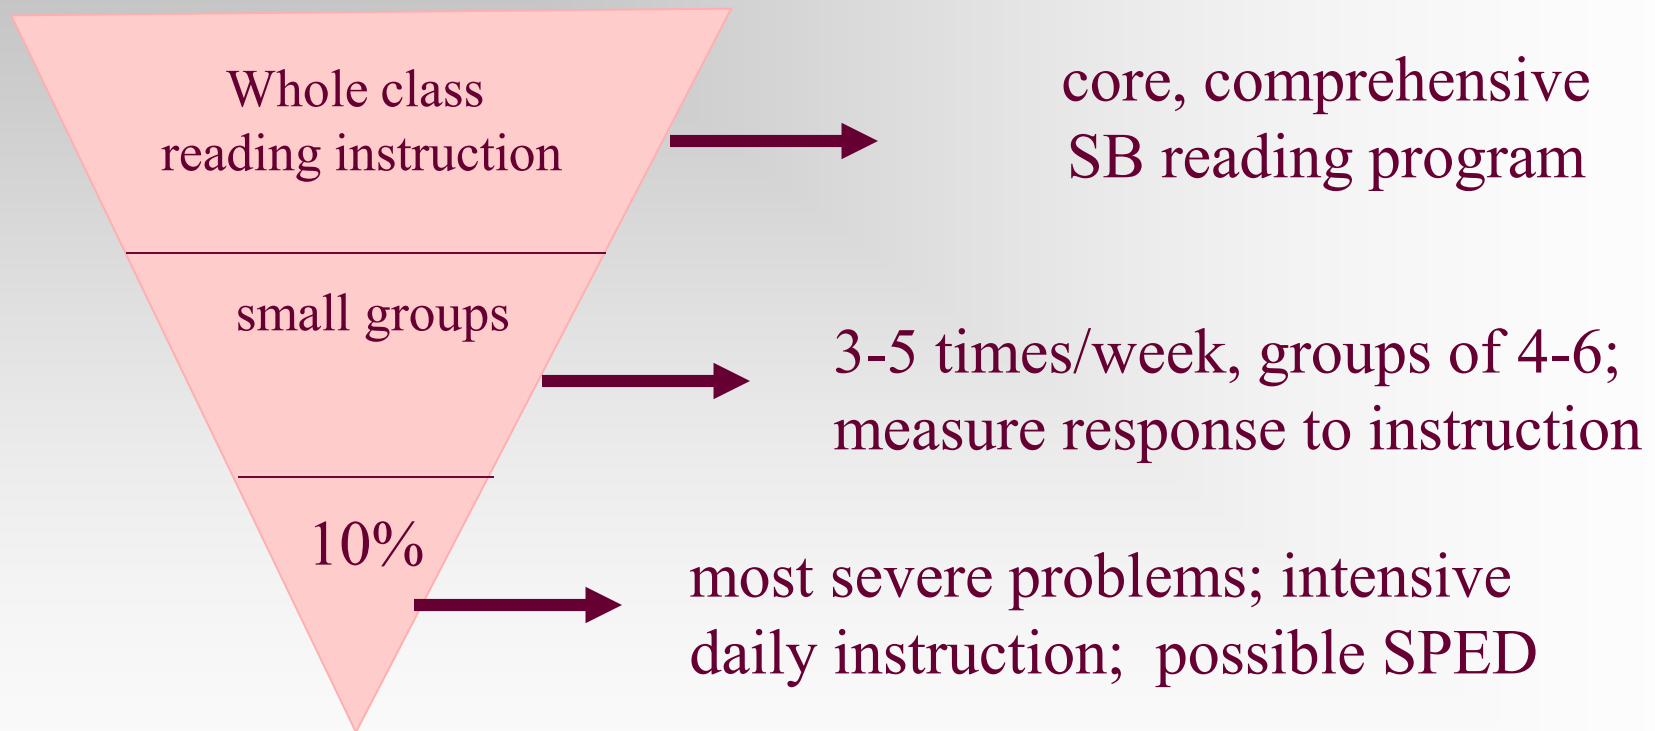 Whole class
reading instruction
core, comprehensive
SB reading program
small groups
3-5 times/week, groups of 4-6;
measure response to instruction
10%
most severe problems; intensive
daily instruction;  possible SPED